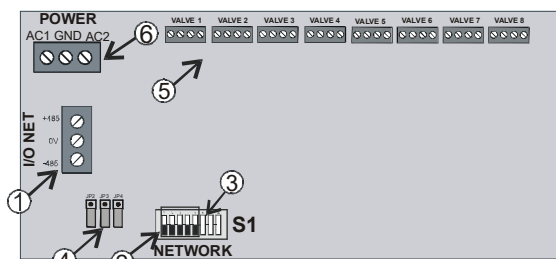 POWER
AC1 GND AC2
6
VALVE 1 VALVE 2 VALVE 3 VALVE 4 VALVE 5 VALVE 6 VALVE 7 VALVE 8
5
I/O NET
+485
0V
-485
1
JP2 JP3 JP4
3
S1
4
2
NETWORK